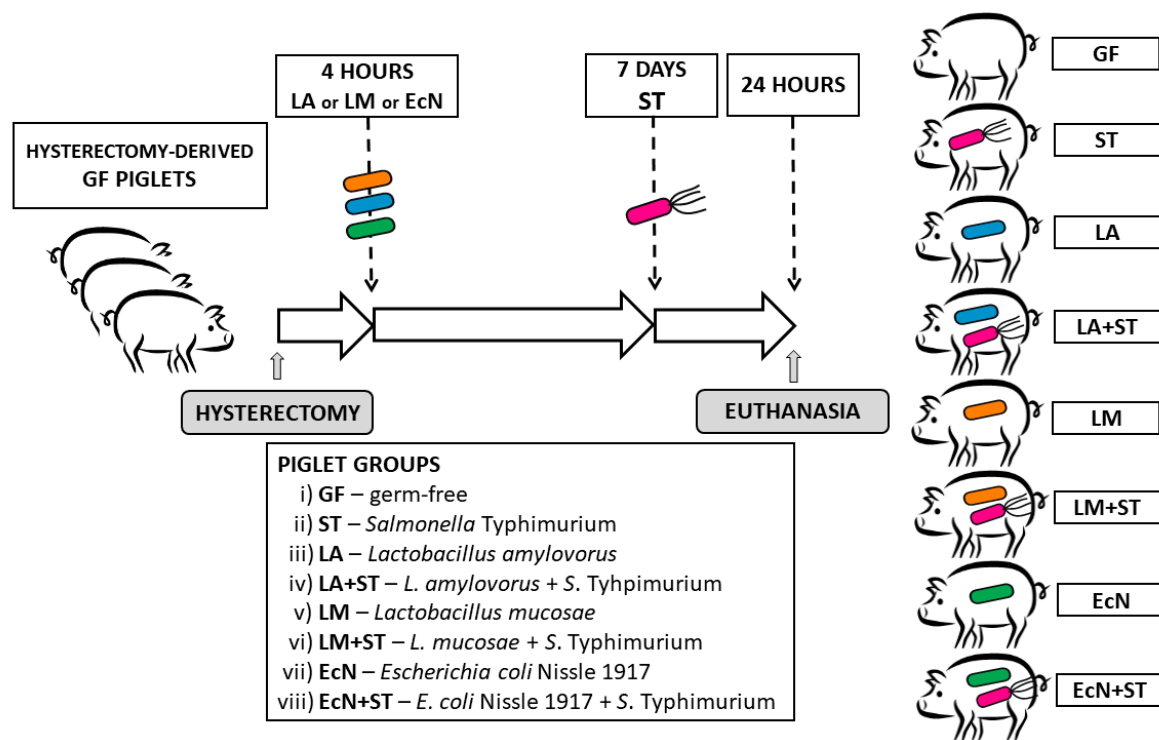 4 HOURS
LA or LM or EcN
7 DAYS
ST
24 HOURS
HYSTERECTOMY-DERIVED
GF PIGLETS
HYSTERECTOMY
EUTHANASIA
PIGLET GROUPS
i) GF – germ-free
ii) ST – Salmonella Typhimurium
iii) LA – Lactobacillus amylovorus
iv) LA+ST – L. amylovorus + S. Tyhpimurium
v) LM – Lactobacillus mucosae
vi) LM+ST – L. mucosae + S. Typhimurium
vii) EcN – Escherichia coli Nissle 1917
viii) EcN+ST – E. coli Nissle 1917 + S. Typhimurium
GF
ST
LA
LA+ST
LM
LM+ST
EcN
EcN+ST